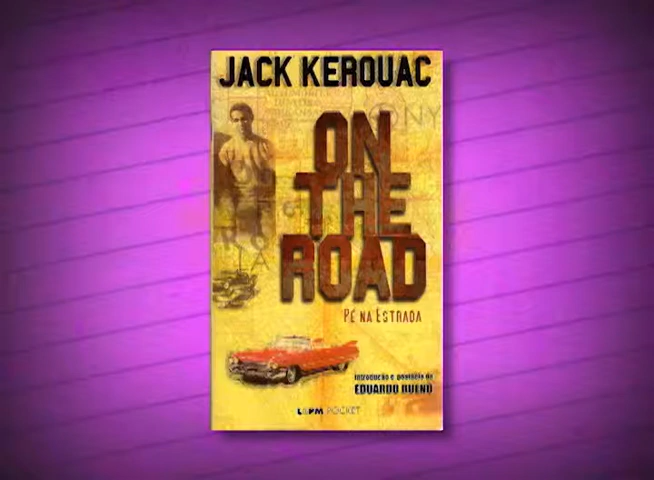 JACK KEROUAC
ON
THE
ROAD
PÉ NA ESTRADA
introdução e posfácio de
EDUARDO BUENO
L&PM POCKET